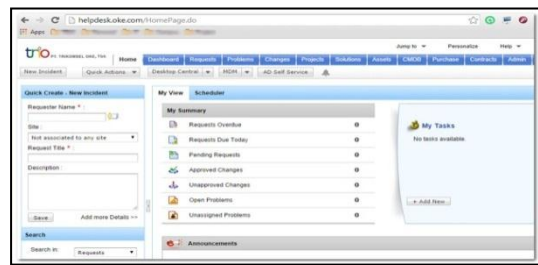 helpdesk.oke.com/HomePage.do
Apps
Jump to Personalize Help
trio
Home Dashboard Requests Problems Changes Projects Solutions Assets CMDB Purchase Contracts Admin
New Incident Quick Actions Desktop Central MDM AD Self Service
Quick Create - New Incident
Requester Name *
Site :
Not associated to any site
Request Title *
Description :
Save Add more Details >>
Search
Search in: Requests
My View Scheduler
My Summary
Requests Overdue 0
Requests Due Today 0
Pending Requests 0
Approved Changes 0
Unapproved Changes 0
Open Problems 0
Unassigned Problems 0
Announcements
My Tasks
No tasks available.
+ Add New